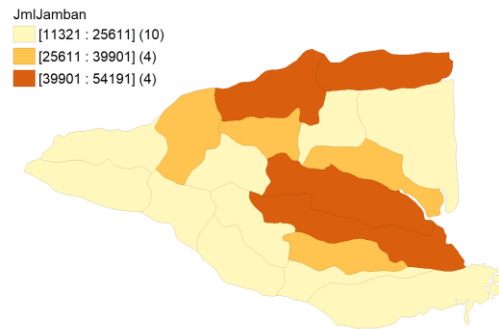 JmlJamban
[11321 : 25611] (10)
[25611 : 39901] (4)
[39901 : 54191] (4)